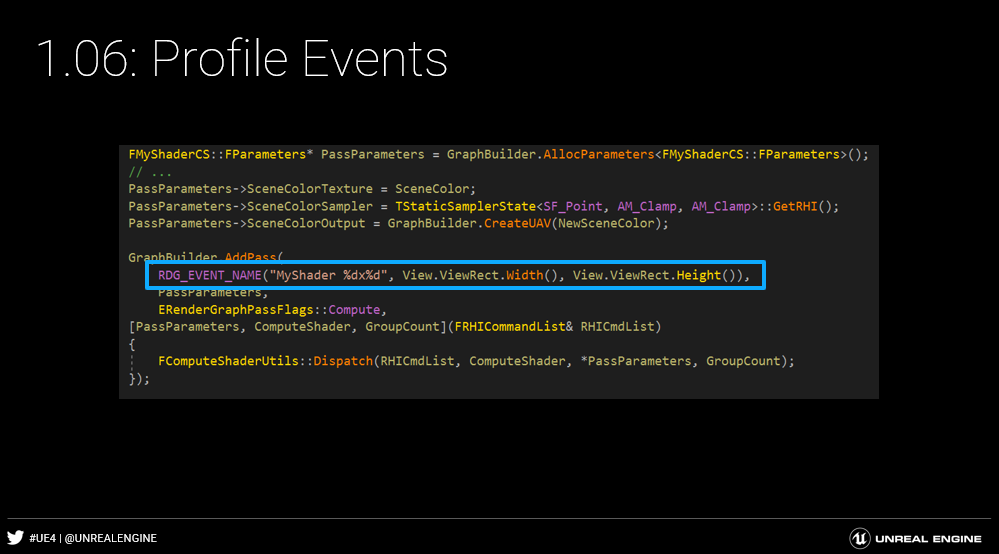 1.06: Profile Events
FMyShaderCS::FParameters* PassParameters = GraphBuilder.AllocParameters<FMyShaderCS::FParameters>();
// ...
PassParameters->SceneColorTexture = SceneColor;
PassParameters->SceneColorSampler = TStaticSamplerState<SF_Point, AM_Clamp, AM_Clamp>::GetRHI();
PassParameters->SceneColorOutput = GraphBuilder.CreateUAV(NewSceneColor);
GraphBuilder.AddPass(
RDG_EVENT_NAME("MyShader %dx%d", View.ViewRect.Width(), View.ViewRect.Height()),
PassParameters,
ERenderGraphPassFlags::Compute,
[PassParameters, ComputeShader, GroupCount](FRHICommandList& RHICmdList)
{
FComputeShaderUtils::Dispatch(RHICmdList, ComputeShader, *PassParameters, GroupCount);
});
#UE4 | @UNREALENGINE
UNREAL ENGINE